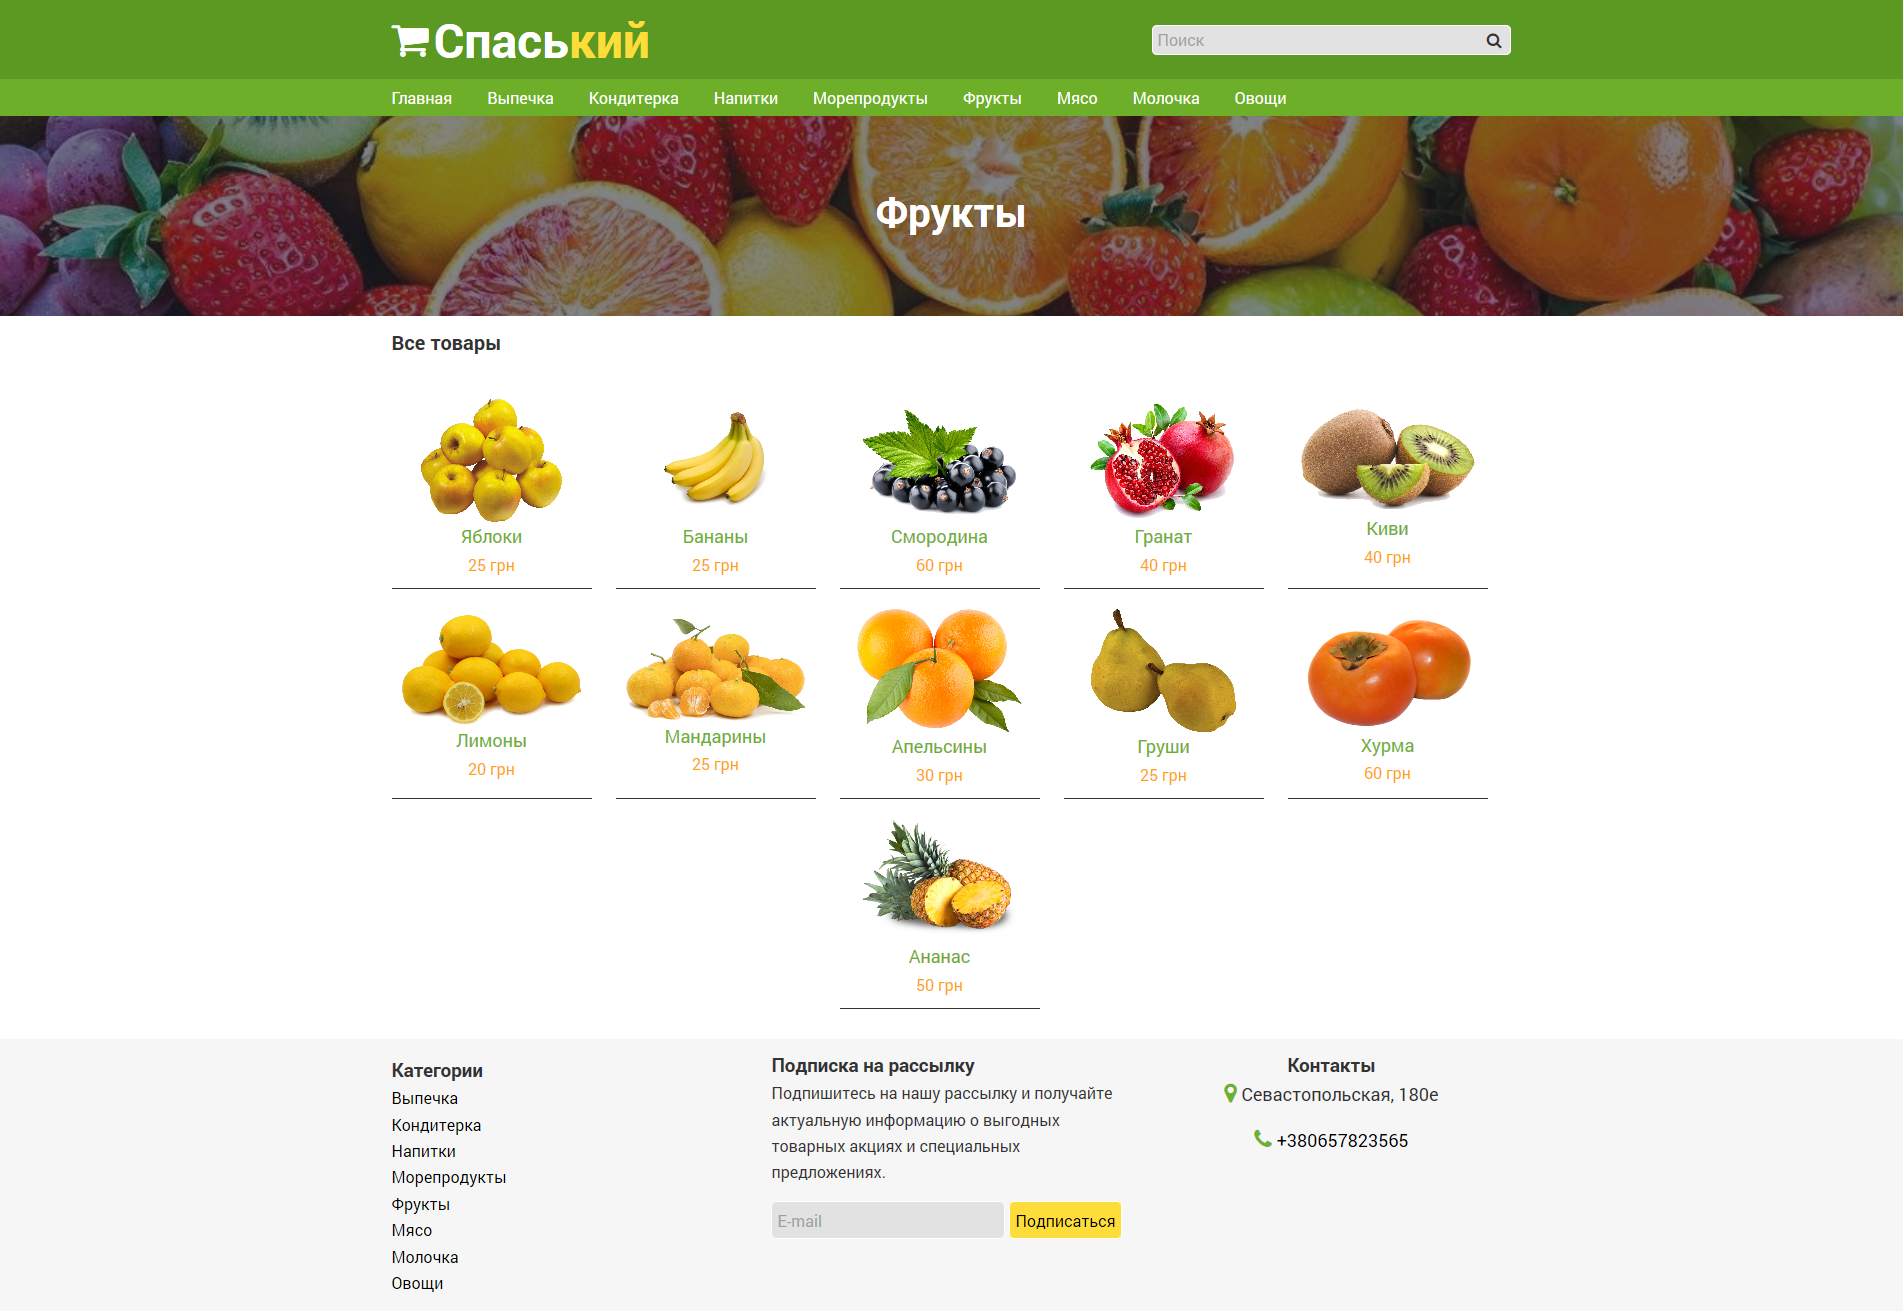 Спаський
Поиск
Главная Выпечка Кондитерка Напитки Морепродукты Фрукты Мясо Молочка Овощи
Фрукты
Все товары
Яблоки
25 грн
Бананы
25 грн
Смородина
60 грн
Гранат
40 грн
Киви
40 грн
Лимоны
20 грн
Мандарины
25 грн
Апельсины
30 грн
Груши
25 грн
Хурма
60 грн
Ананас
50 грн
Категории
Выпечка
Кондитерка
Напитки
Морепродукты
Фрукты
Мясо
Молочка
Овощи
Подписка на рассылку
Подпишитесь на нашу рассылку и получайте
актуальную информацию о выгодных
товарных акциях и специальных
предложениях.
E-mail
Подписаться
Контакты
Севастопольская, 180е
+380657823565